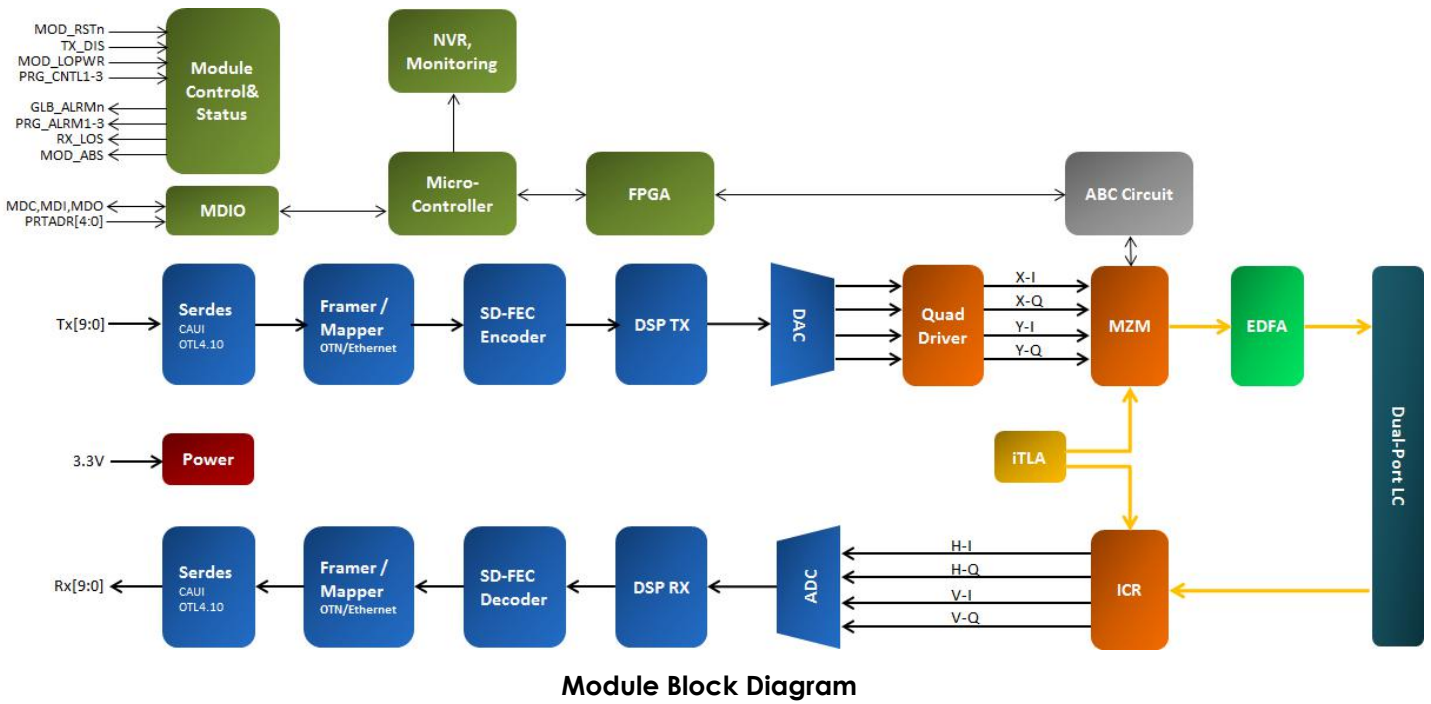 MOD_RSTn
TX_DIS
MOD_LOPWR
PRG_CNTL1-3
GLB_ALRMn
PRG_ALRM1-3
RX_LOS
MOD_ABS
Module
Control&
Status
NVR,
Monitoring
MDC,MDI,MDO
PRTADR[4:0]
MDIO
Micro-
Controller
FPGA
ABC Circuit
Tx[9:0]
Serdes
CAUI
OTL4.10
Framer /
Mapper
OTN/Ethernet
SD-FEC
Encoder
DSP TX
DAC
Quad
Driver
X-I
X-Q
Y-I
Y-Q
MZM
EDFA
Dual-Port LC
3.3V
Power
iTLA
Rx[9:0]
Serdes
CAUI
OTL4.10
Framer /
Mapper
OTN/Ethernet
SD-FEC
Decoder
DSP RX
ADC
H-I
H-Q
V-I
V-Q
ICR
Module Block Diagram